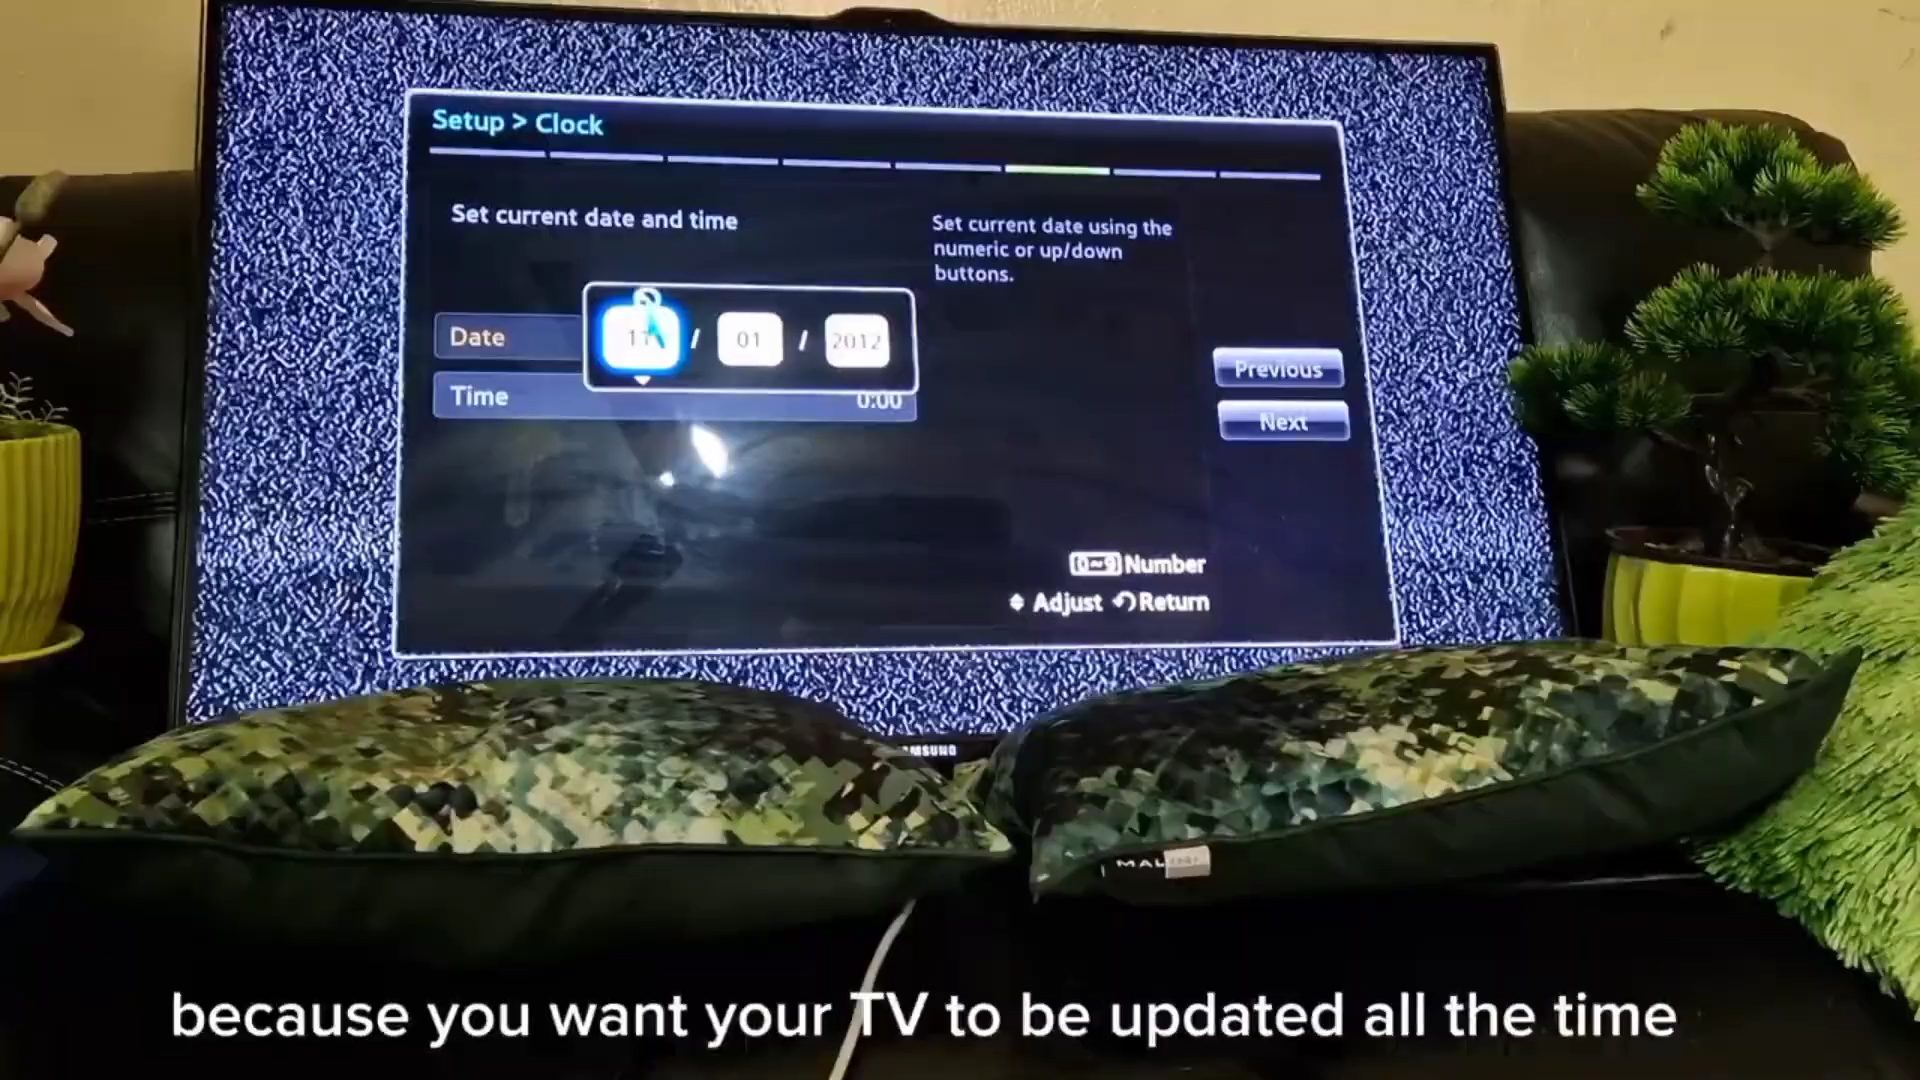 Setup > Clock
Set current date and time
Set current date using the
numeric or up/down
buttons.
Date
/ 01 / 2012
Time 0:00
Previous
Next
0~9 Number
Adjust Return
because you want your TV to be updated all the time